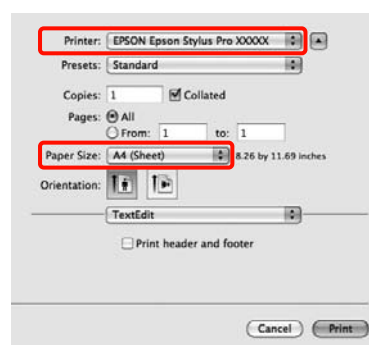 Printer: EPSON Epson Stylus Pro XXXXX
Presets: Standard
Copies: 1 Collated
Pages: All
From: 1 to: 1
Paper Size: A4 (Sheet) 8.26 by 11.69 inches
Orientation:
TextEdit
Print header and footer
Cancel Print